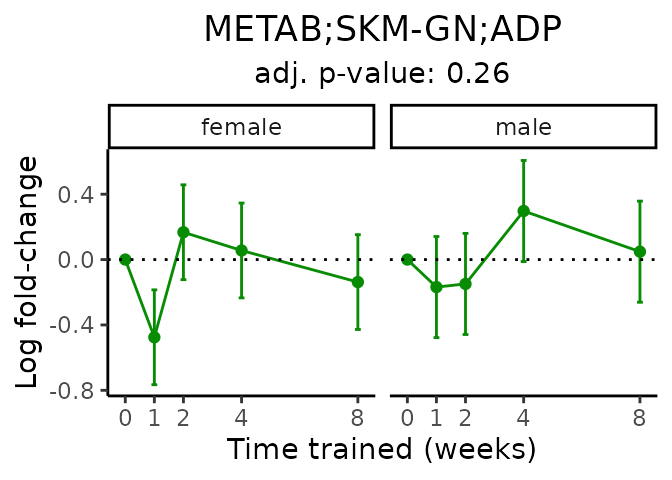 METAB;SKM-GN;ADP
adj. p-value: 0.26
female male
Log fold-change
0.4
0.0
-0.4
-0.8
0 1 2 4 8 0 1 2 4 8
Time trained (weeks)